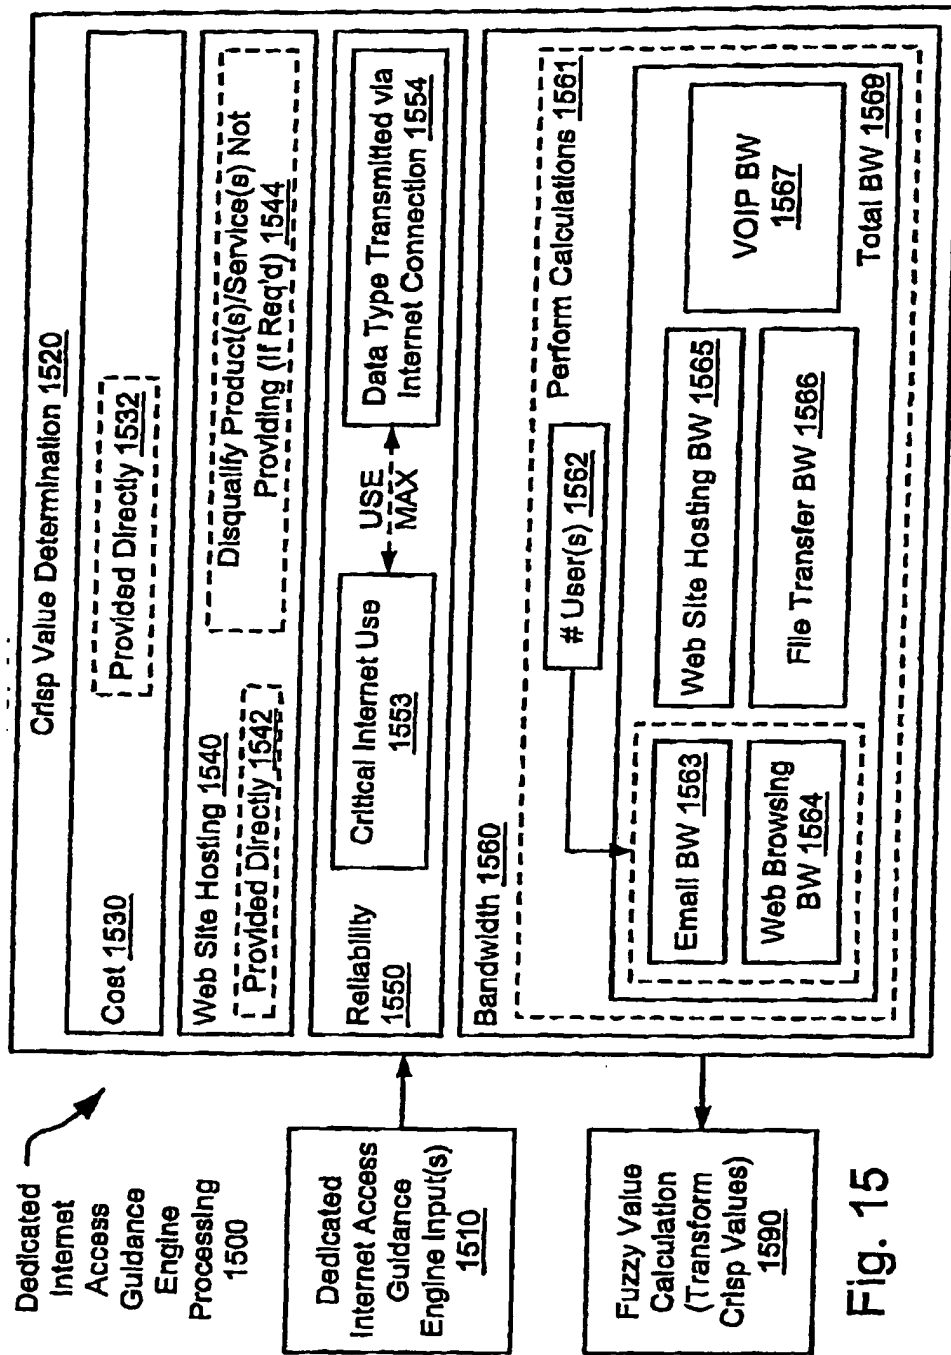 Dedicated
Internet
Access
Guidance
Engine
Processing
1500
Dedicated
Internet Access
Guidance
Engine Input(s)
1510
Fuzzy Value
Calculation
(Transform
Crisp Values)
1590
Crisp Value Determination 1520
Cost 1530
Provided Directly 1532
Web Site Hosting 1540
Provided Directly 1542
Disqualify Product(s)/Service(s) Not
Providing (If Req'd) 1544
Reliability
1550
Critical Internet Use
1553
USE
MAX
Data Type Transmitted via
Internet Connection 1554
Bandwidth 1560
Perform Calculations 1561
# User(s) 1562
Email BW 1563
Web Browsing
BW 1564
Web Site Hosting BW 1565
File Transfer BW 1566
VOIP BW
1567
Total BW 1569
Fig. 15